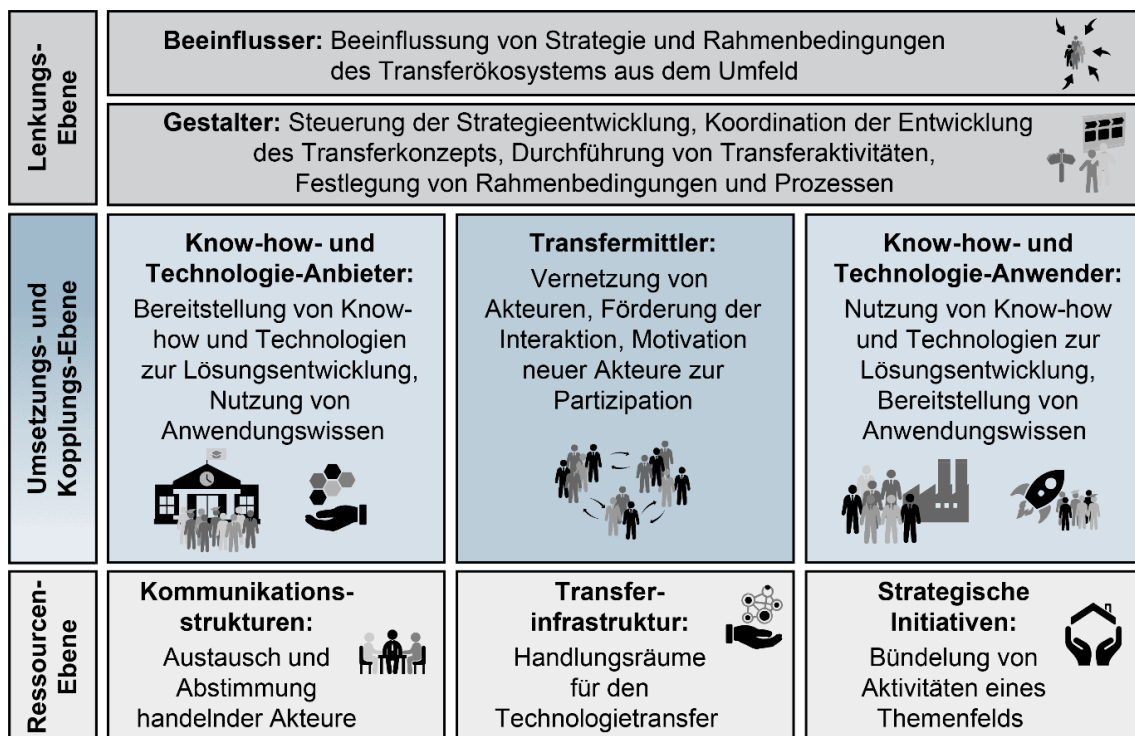 Lenkungs-
Ebene
Beeinflusser: Beeinflussung von Strategie und Rahmenbedingungen
des Transferökosystems aus dem Umfeld
Gestalter: Steuerung der Strategieentwicklung, Koordination der Entwicklung
des Transferkonzepts, Durchführung von Transferaktivitäten,
Festlegung von Rahmenbedingungen und Prozessen
Umsetzungs- und
Kopplungs-Ebene
Know-how- und
Technologie-Anbieter:
Bereitstellung von Know-
how und Technologien
zur Lösungsentwicklung,
Nutzung von
Anwendungswissen
Transfermittler:
Vernetzung von
Akteuren, Förderung der
Interaktion, Motivation
neuer Akteure zur
Partizipation
Know-how- und
Technologie-Anwender:
Nutzung von Know-how
und Technologien zur
Lösungsentwicklung,
Bereitstellung von
Anwendungswissen
Ressourcen-
Ebene
Kommunikations-
strukturen:
Austausch und
Abstimmung
handelnder Akteure
Transfer-
infrastruktur:
Handlungsräume
für den
Technologietransfer
Strategische
Initiativen:
Bündelung von
Aktivitäten eines
Themenfelds